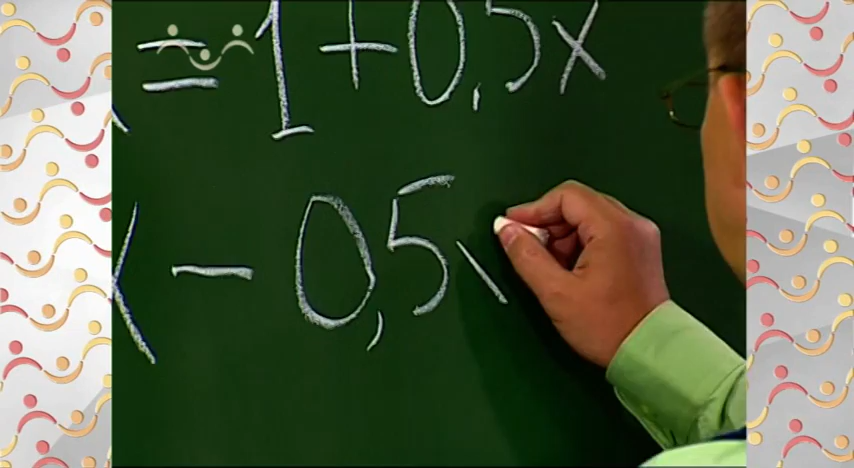 x = 1 + 0,5x
x - 0,5